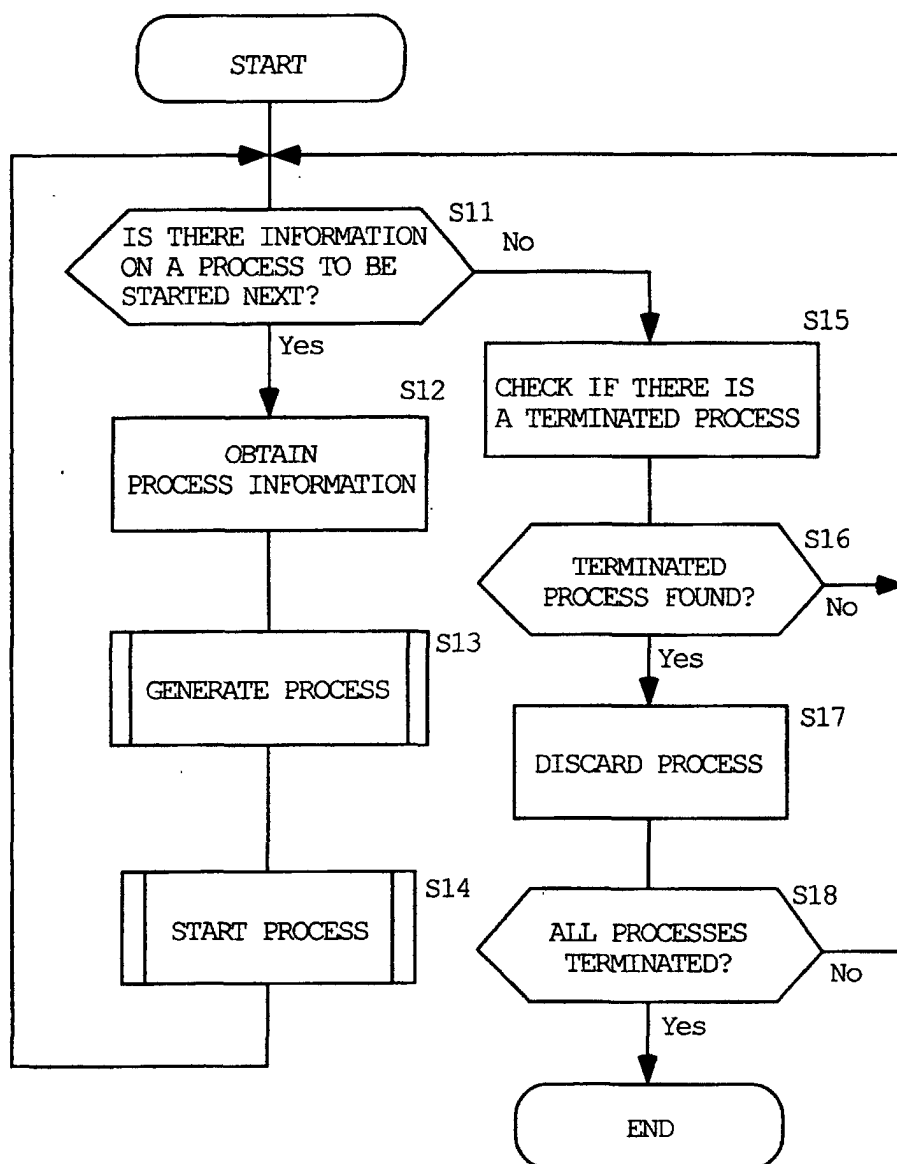 START
S11
IS THERE INFORMATION
ON A PROCESS TO BE
STARTED NEXT?
No
Yes
S12
OBTAIN
PROCESS INFORMATION
S13
GENERATE PROCESS
S14
START PROCESS
S15
CHECK IF THERE IS
A TERMINATED PROCESS
S16
TERMINATED
PROCESS FOUND?
No
Yes
S17
DISCARD PROCESS
S18
ALL PROCESSES
TERMINATED?
No
Yes
END